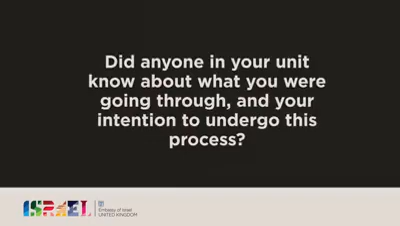 Did anyone in your unit
know about what you were
going through, and your
intention to undergo this
process?
ISRAEL
Embassy of Israel
UNITED KINGDOM